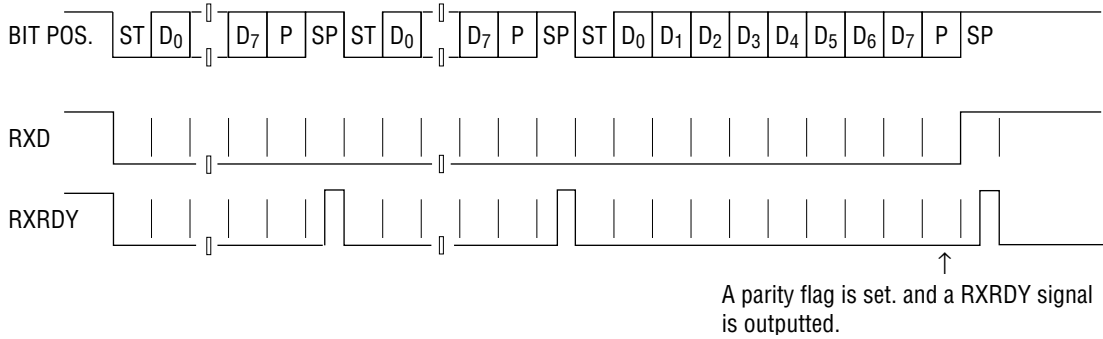 BIT POS. ST D₀ D₇ P SP ST D₀ D₇ P SP ST D₀ D₁ D₂ D₃ D₄ D₅ D₆ D₇ P SP
RXD
RXRDY
↑
A parity flag is set. and a RXRDY signal
is outputted.